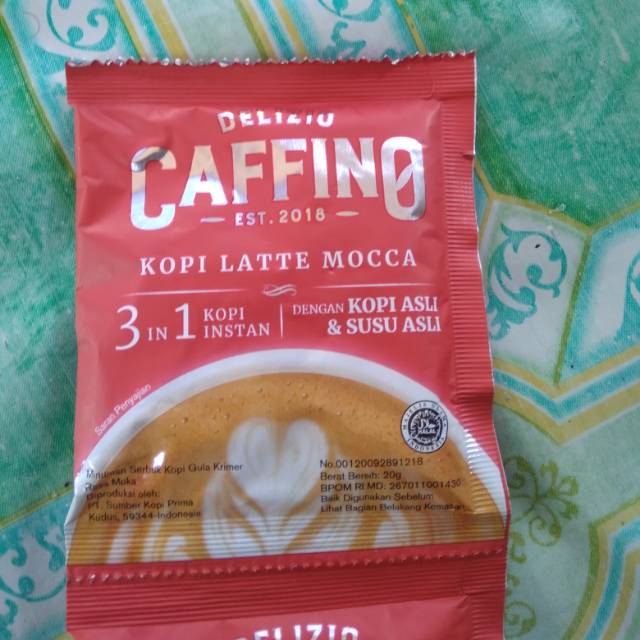 DELIZIO
CAFFINO
EST. 2018
KOPI LATTE MOCCA
3 IN 1 KOPI INSTAN
DENGAN KOPI ASLI
& SUSU ASLI
Saran Penyajian
HALAL
INDONESIA
Minuman Serbuk Kopi Gula Krimer
Rasa Moka
Diproduksi oleh:
PT. Sumber Kopi Prima
Kudus, 59344-Indonesia
No.00120092891218
Berat Bersih: 20g
BPOM RI MD. 267011001430
Baik Digunakan Sebelum
Lihat Bagian Belakang Kemasan
DELIZIO